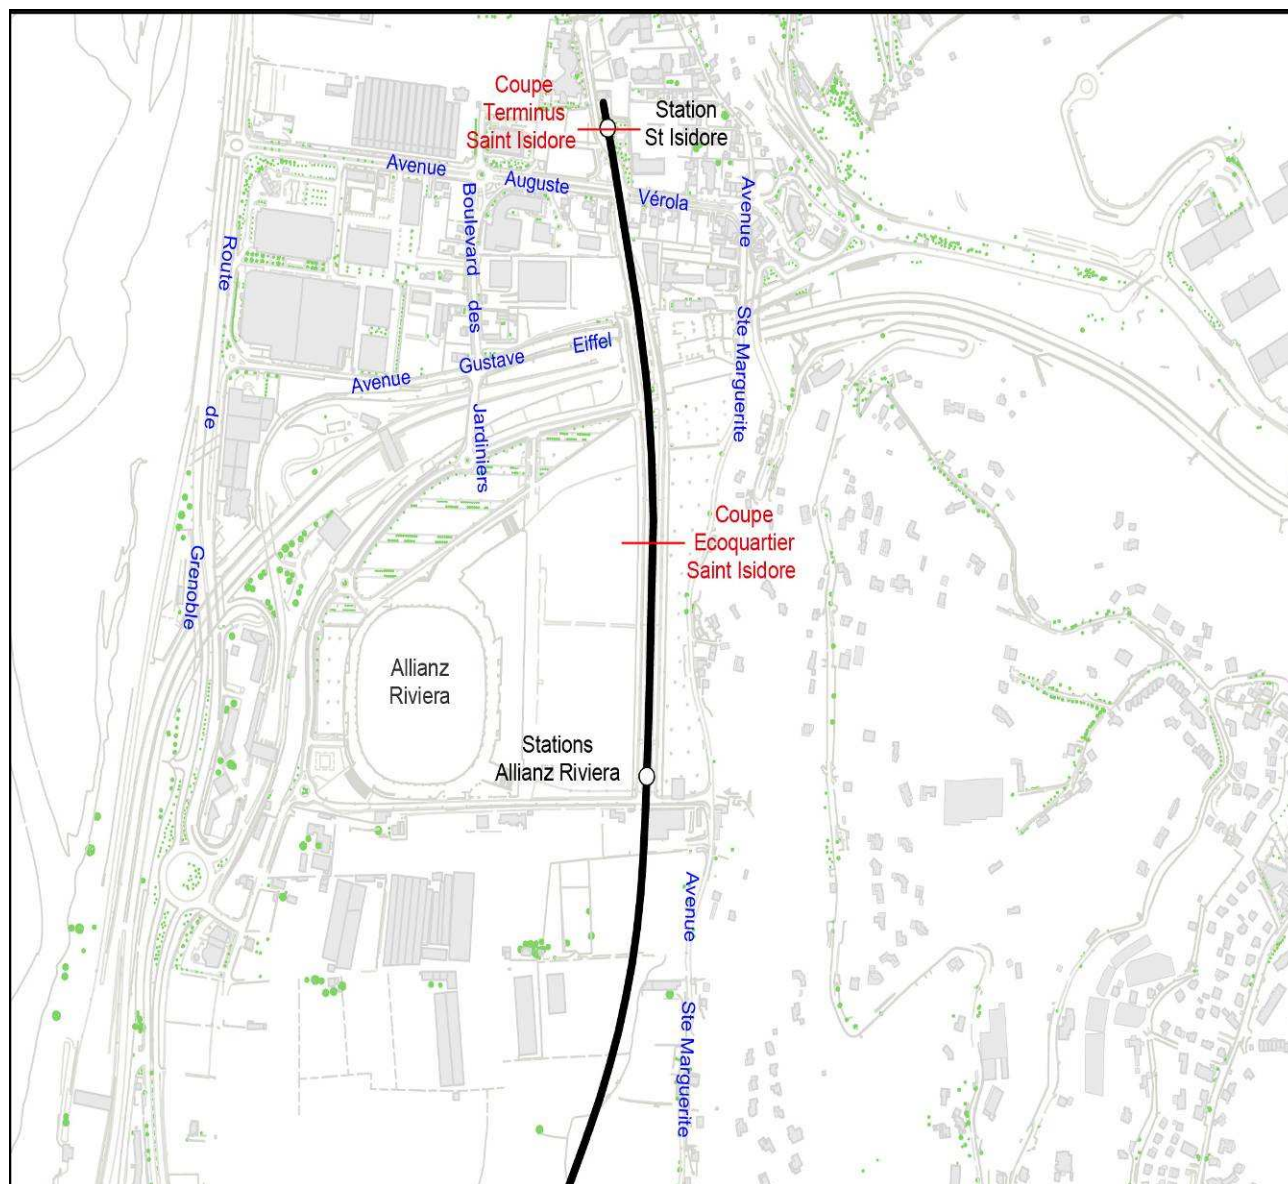 Coupe
Terminus
Saint Isidore
Station
St Isidore
Avenue
Auguste
Vérola
Avenue
Ste Marguerite
Boulevard
des
Jardiniers
Route
de
Grenoble
Avenue
Gustave
Eiffel
Coupe
Ecoquartier
Saint Isidore
Allianz
Riviera
Stations
Allianz Riviera
Avenue
Ste Marguerite